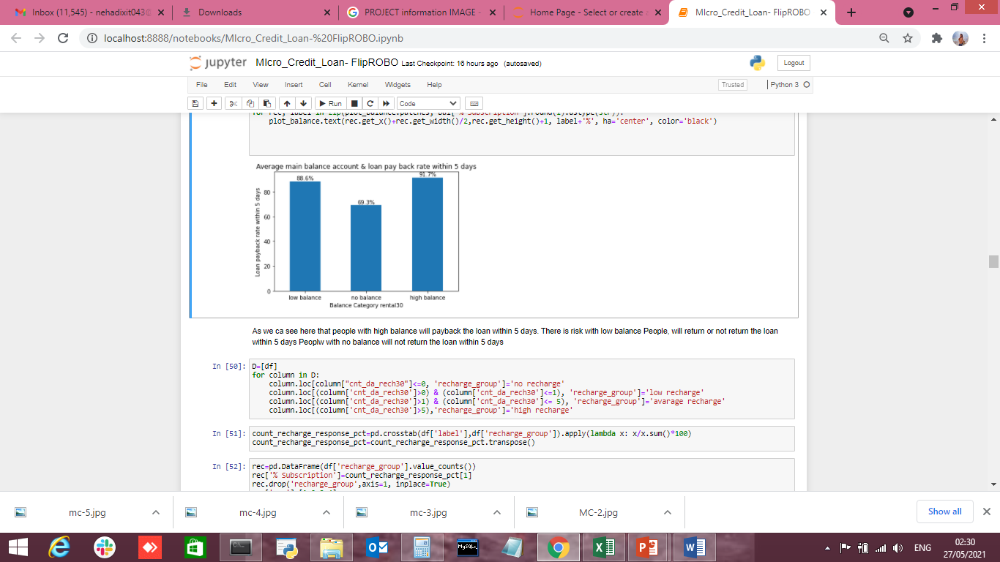 Inbox (11,545) - nehadixit043@
Downloads
PROJECT information IMAGE -
Home Page - Select or create a
MIcro_Credit_Loan- FlipROBO
localhost:8888/notebooks/MIcro_Credit_Loan-%20FlipROBO.ipynb
jupyter MIcro_Credit_Loan- FlipROBO Last Checkpoint: 16 hours ago (autosaved)
Logout
File Edit View Insert Cell Kernel Widgets Help
Trusted
Python 3
Run
Code
for rec, label in zip(plot_balance.patches, bal['% Subscription'].round(1).astype(str)):
plot_balance.text(rec.get_x()+rec.get_width()/2,rec.get_height()+1, label+'%', ha='center', color='black')
Average main balance account & loan pay back rate within 5 days
88.6%
69.3%
91.7%
80
60
40
20
0
Loan payback rate within 5 days
low balance no balance high balance
Balance Category rental30
As we ca see here that people with high balance will payback the loan within 5 days. There is risk with low balance People, will return or not return the loan
within 5 days Peoplw with no balance will not return the loan within 5 days
In [50]: D=[df]
for column in D:
column.loc[column["cnt_da_rech30"]<=0, 'recharge_group']='no recharge'
column.loc[(column['cnt_da_rech30']>0) & (column['cnt_da_rech30']<=1), 'recharge_group']='low recharge'
column.loc[(column['cnt_da_rech30']>1) & (column['cnt_da_rech30']<= 5), 'recharge_group']='avarage recharge'
column.loc[(column['cnt_da_rech30']>5),'recharge_group']='high recharge'
In [51]: count_recharge_response_pct=pd.crosstab(df['label'],df['recharge_group']).apply(lambda x: x/x.sum()*100)
count_recharge_response_pct=count_recharge_response_pct.transpose()
In [52]: rec=pd.DataFrame(df['recharge_group'].value_counts())
rec['% Subscription']=count_recharge_response_pct[1]
rec.drop('recharge_group',axis=1, inplace=True)
mc-5.jpg
mc-4.jpg
mc-3.jpg
MC-2.jpg
Show all
MySQL
ENG
02:30
27/05/2021